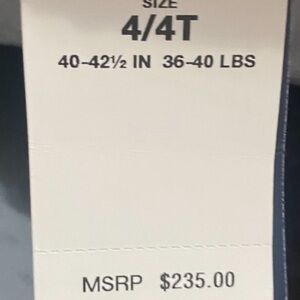 SIZE
4/4T
40-42½ IN 36-40 LBS
MSRP $235.00